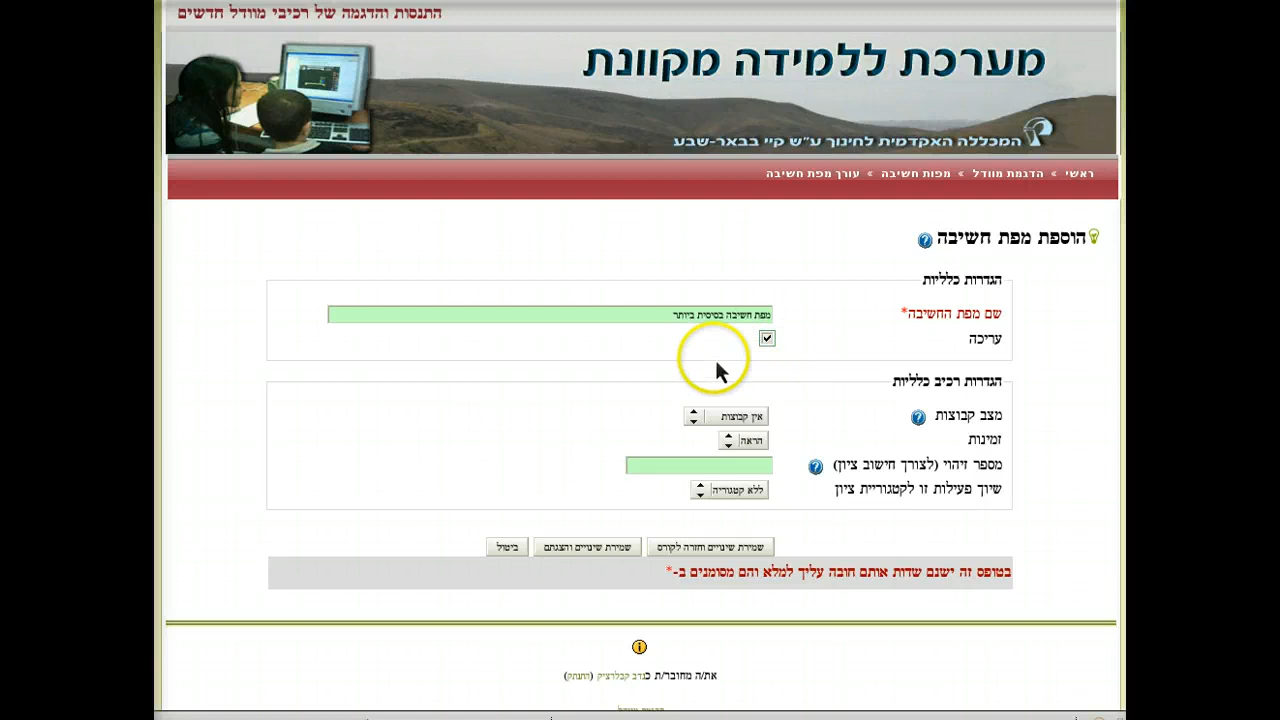 התנסות והדגמה של רכיבי מוודל חדשים
מערכת ללמידה מקוונת
המכללה האקדמית לחינוך ע"ש קיי בבאר-שבע
ראשי » הדגמת מוודל » מפות חשיבה » עורך מפת חשיבה
הוספת מפת חשיבה
הגדרות כלליות
שם מפת החשיבה* מפת חשיבה בסיסית ביותר
עריכה
הגדרות רכיב כלליות
מצב קבוצות אין קבוצות
זמינות הראה
מספר זיהוי (לצורך חישוב ציון)
שיוך פעילות זו לקטגוריית ציון ללא קטגוריה
שמירת שינויים וחזרה לקורס שמירת שינויים והצגתם ביטול
בטופס זה ישנם שדות אותם חובה עליך למלא והם מסומנים ב-*
את/ה מחובר/ת כנדב קבלרציק (התנתק)